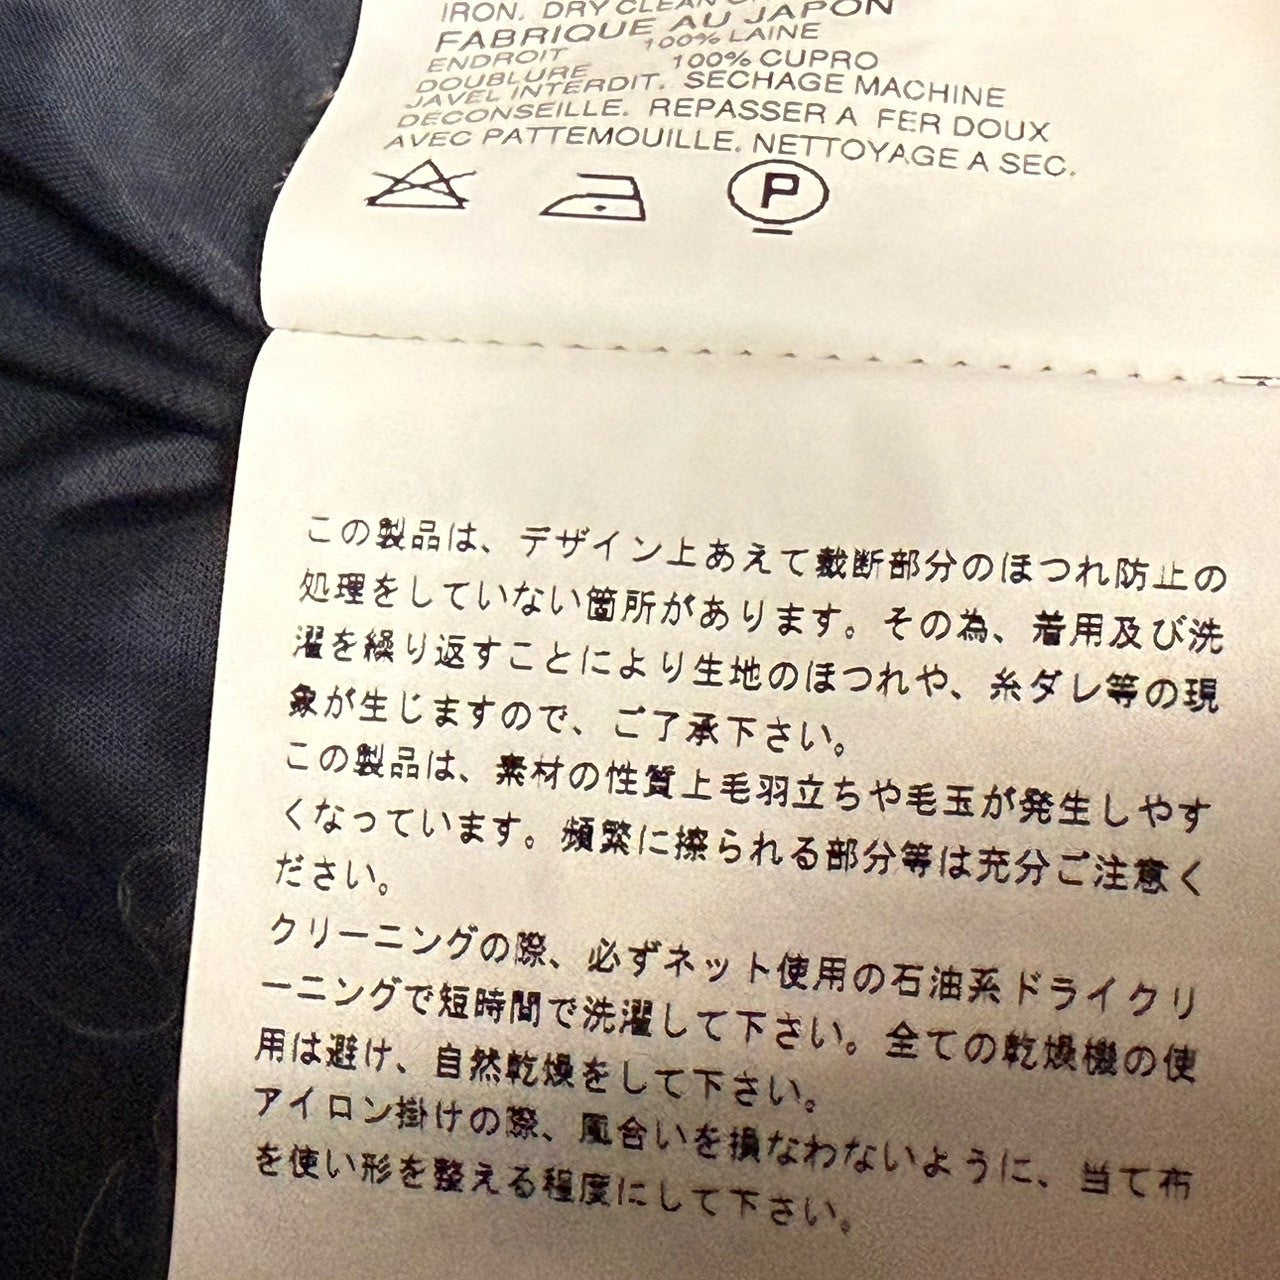 IRON. DRY CLEAN
FABRIQUE AU JAPON
ENDROIT 100% LAINE
DOUBLURE 100% CUPRO
JAVEL INTERDIT. SECHAGE MACHINE
DECONSEILLE. REPASSER A FER DOUX
AVEC PATTEMOUILLE. NETTOYAGE A SEC.
P
この製品は、デザイン上あえて裁断部分のほつれ防止の
処理をしていない箇所があります。その為、着用及び洗
濯を繰り返すことにより生地のほつれや、糸ダレ等の現
象が生じますので、ご了承下さい。
この製品は、素材の性質上毛羽立ちや毛玉が発生しやす
くなっています。頻繁に擦られる部分等は充分ご注意く
ださい。
クリーニングの際、必ずネット使用の石油系ドライクリ
ーニングで短時間で洗濯して下さい。全ての乾燥機の使
用は避け、自然乾燥をして下さい。
アイロン掛けの際、風合いを損なわないように、当て布
を使い形を整える程度にして下さい。